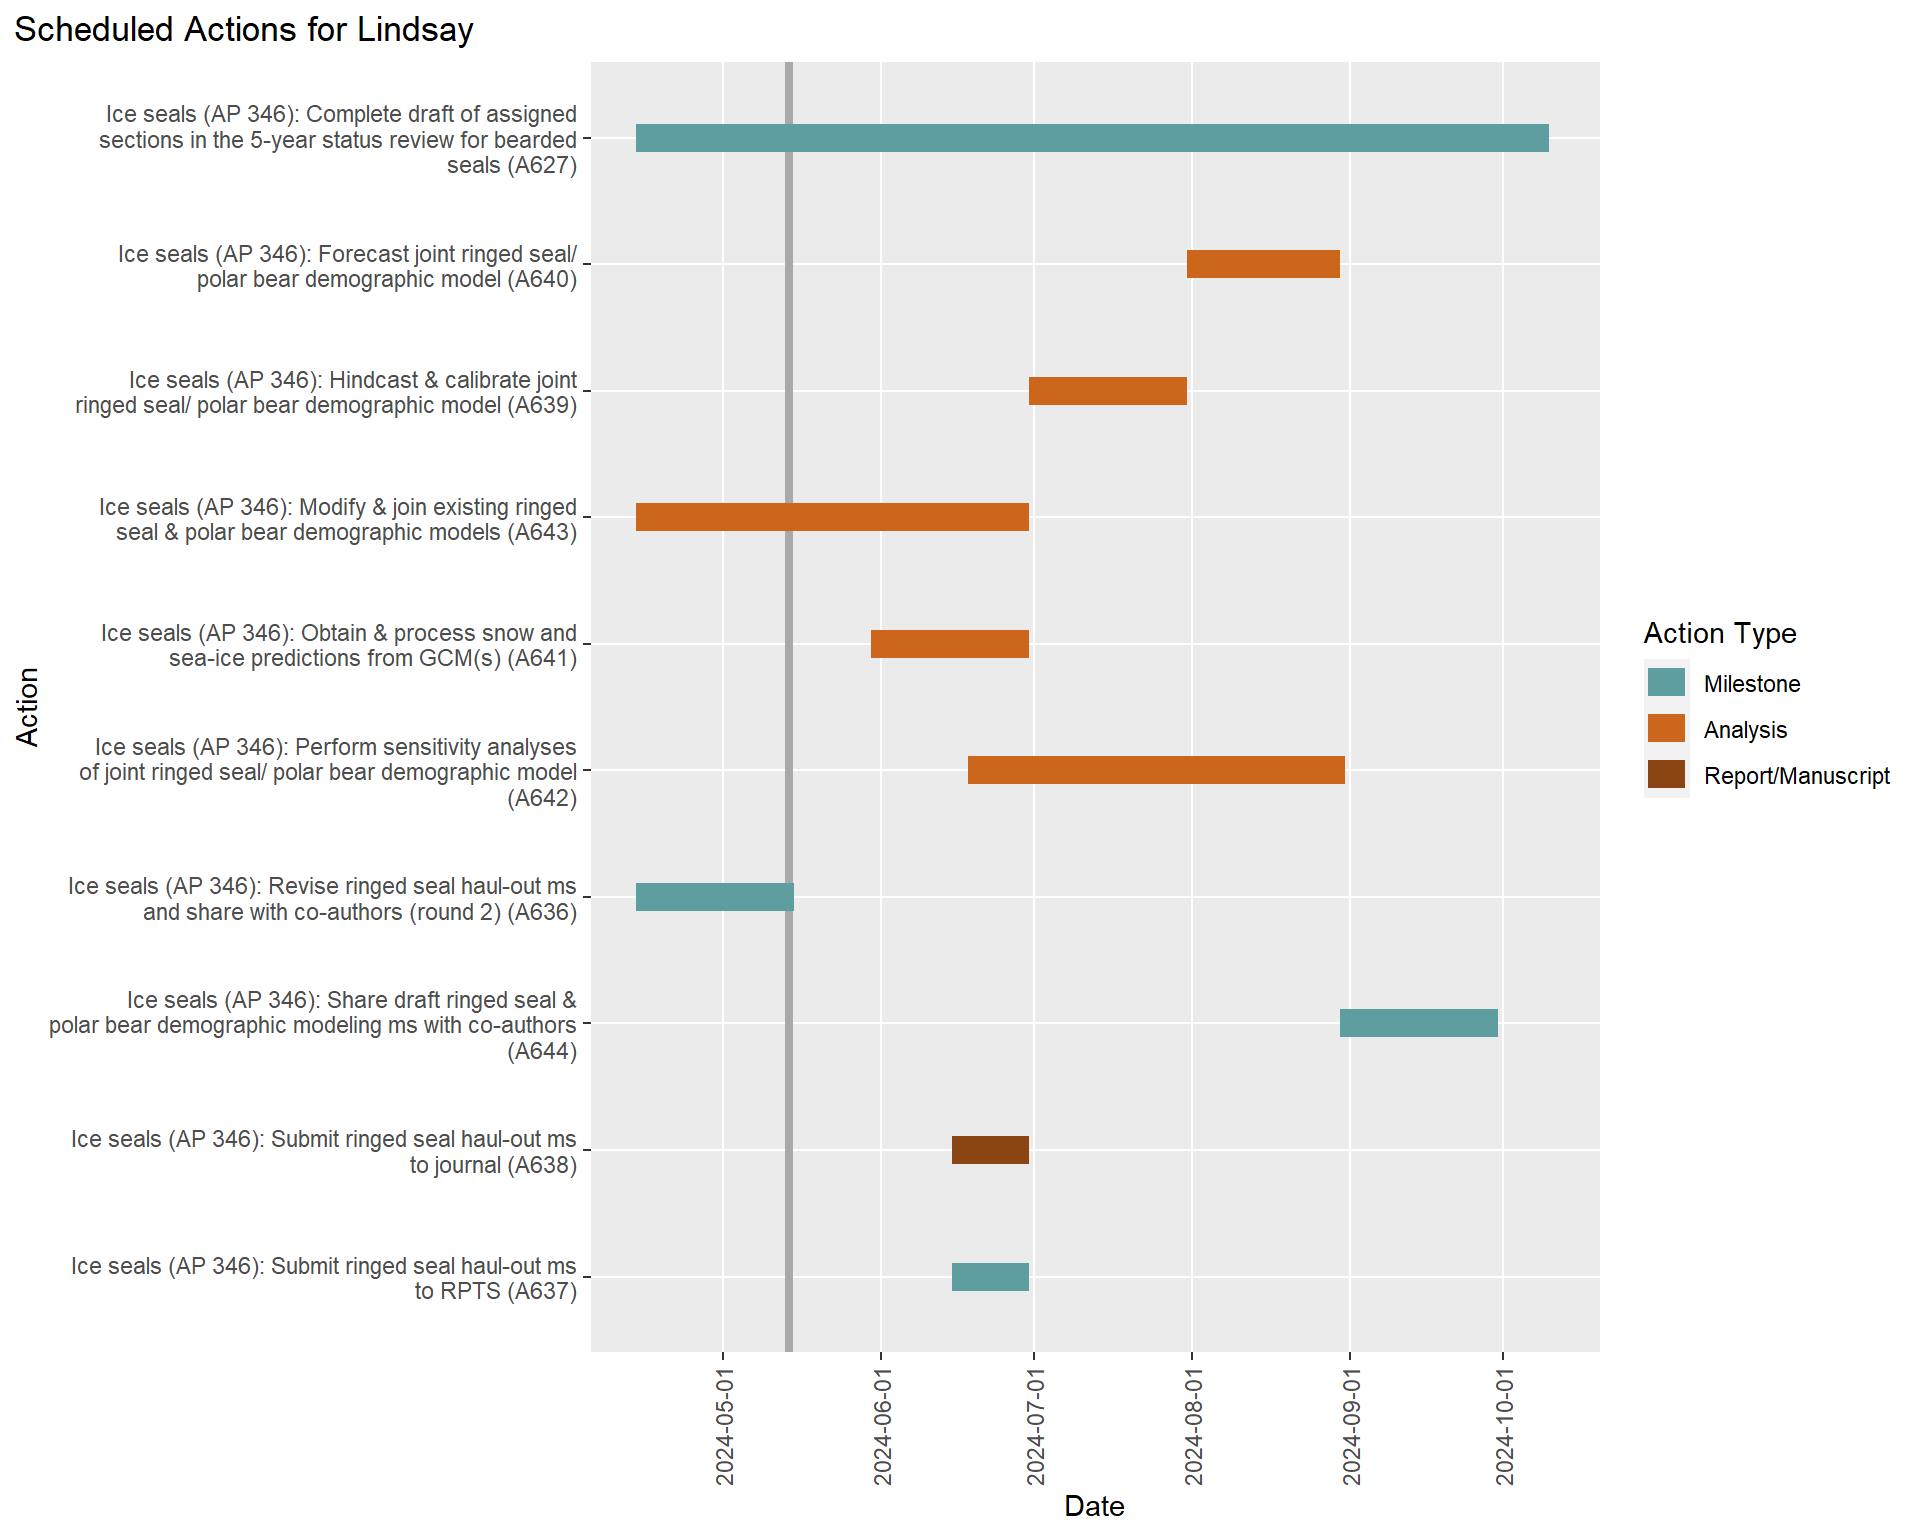 Scheduled Actions for Lindsay
Ice seals (AP 346): Complete draft of assigned
sections in the 5-year status review for bearded
seals (A627)
Ice seals (AP 346): Forecast joint ringed seal/
polar bear demographic model (A640)
Ice seals (AP 346): Hindcast & calibrate joint
ringed seal/ polar bear demographic model (A639)
Ice seals (AP 346): Modify & join existing ringed
seal & polar bear demographic models (A643)
Ice seals (AP 346): Obtain & process snow and
sea-ice predictions from GCM(s) (A641)
Ice seals (AP 346): Perform sensitivity analyses
of joint ringed seal/ polar bear demographic model
(A642)
Ice seals (AP 346): Revise ringed seal haul-out ms
and share with co-authors (round 2) (A636)
Ice seals (AP 346): Share draft ringed seal &
polar bear demographic modeling ms with co-authors
(A644)
Ice seals (AP 346): Submit ringed seal haul-out ms
to journal (A638)
Ice seals (AP 346): Submit ringed seal haul-out ms
to RPTS (A637)
Action
2024-05-01
2024-06-01
2024-07-01
2024-08-01
2024-09-01
2024-10-01
Date
Action Type
Milestone
Analysis
Report/Manuscript